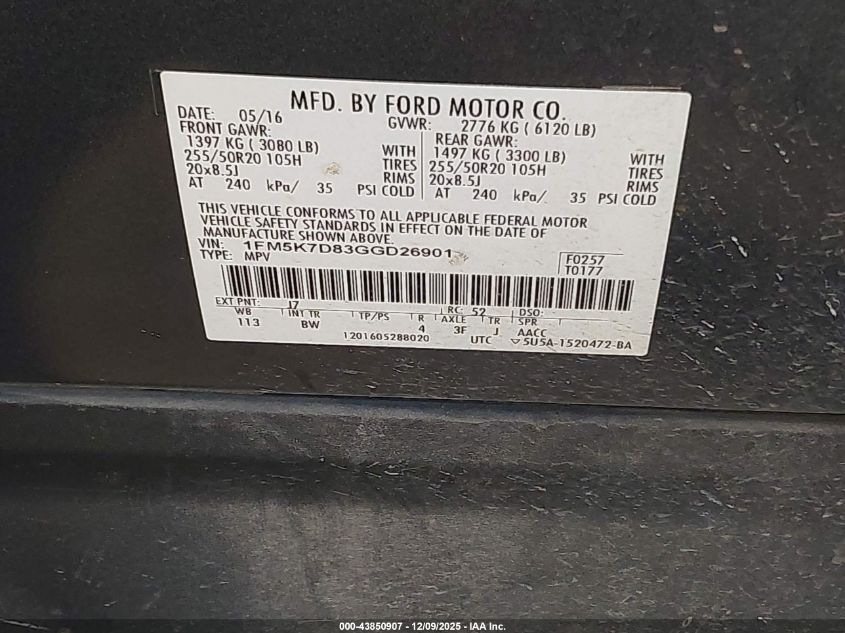 MFD. BY FORD MOTOR CO.
DATE: 05/16 GVWR: 2776 KG ( 6120 LB)
FRONT GAWR: REAR GAWR:
1397 KG ( 3080 LB) WITH 1497 KG ( 3300 LB) WITH
255/50R20 105H TIRES 255/50R20 105H TIRES
20x8.5J RIMS 20x8.5J RIMS
AT 240 kPa/ 35 PSI COLD AT 240 kPa/ 35 PSI COLD
THIS VEHICLE CONFORMS TO ALL APPLICABLE FEDERAL MOTOR
VEHICLE SAFETY STANDARDS IN EFFECT ON THE DATE OF
MANUFACTURE SHOWN ABOVE.
VIN: 1FM5K7D83GGD26901
TYPE: MPV
F0257
T0177
EXT PNT: J7 RC: 52 DSO:
WB INT TR TP/PS R AXLE TR SPR
113 BW 4 3F J AACC
1201605288020 UTC 5U5A-1520472-BA
000-43850907 - 12/09/2025 - IAA Inc.